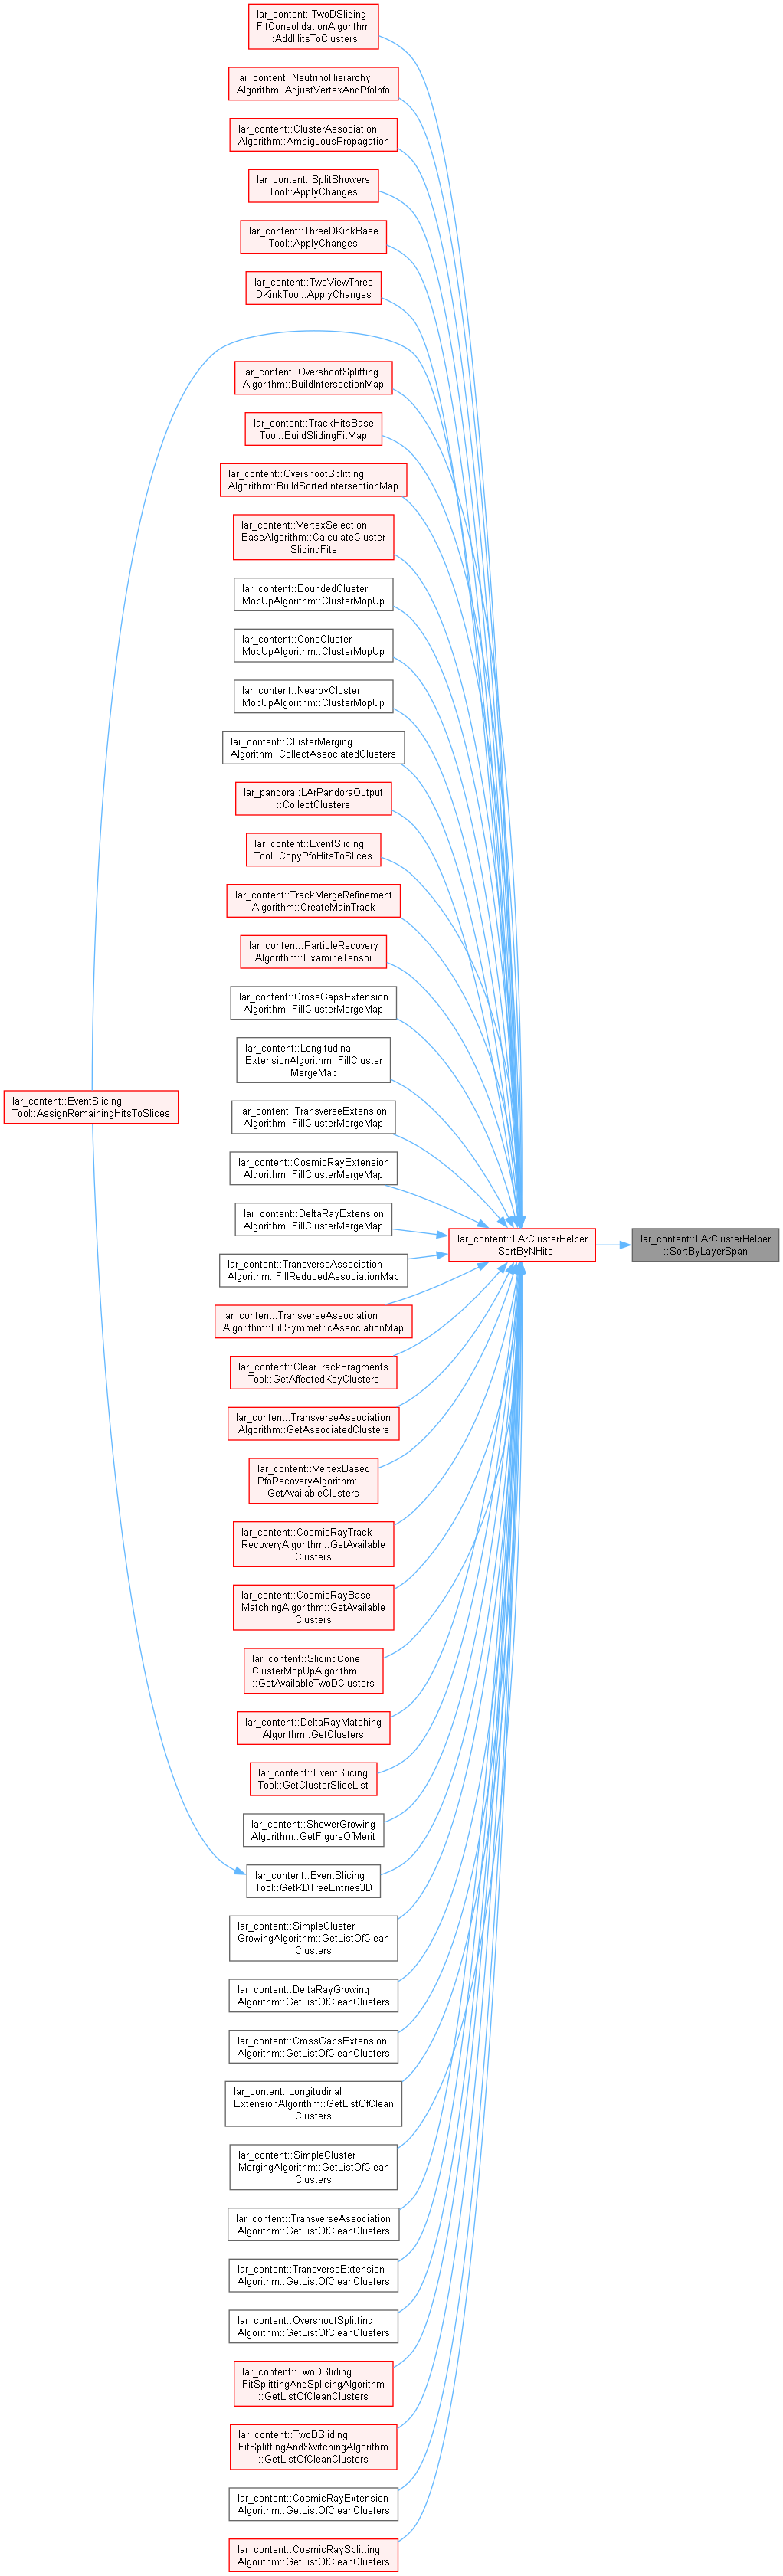 lar_content::TwoDSliding
FitConsolidationAlgorithm
::AddHitsToClusters
lar_content::NeutrinoHierarchy
Algorithm::AdjustVertexAndPfoInfo
lar_content::ClusterAssociation
Algorithm::AmbiguousPropagation
lar_content::SplitShowers
Tool::ApplyChanges
lar_content::ThreeDKinkBase
Tool::ApplyChanges
lar_content::TwoViewThree
DKinkTool::ApplyChanges
lar_content::OvershootSplitting
Algorithm::BuildIntersectionMap
lar_content::TrackHitsBase
Tool::BuildSlidingFitMap
lar_content::OvershootSplitting
Algorithm::BuildSortedIntersectionMap
lar_content::VertexSelection
BaseAlgorithm::CalculateCluster
SlidingFits
lar_content::BoundedCluster
MopUpAlgorithm::ClusterMopUp
lar_content::ConeCluster
MopUpAlgorithm::ClusterMopUp
lar_content::NearbyCluster
MopUpAlgorithm::ClusterMopUp
lar_content::ClusterMerging
Algorithm::CollectAssociatedClusters
lar_pandora::LArPandoraOutput
::CollectClusters
lar_content::EventSlicing
Tool::CopyPfoHitsToSlices
lar_content::TrackMergeRefinement
Algorithm::CreateMainTrack
lar_content::ParticleRecovery
Algorithm::ExamineTensor
lar_content::CrossGapsExtension
Algorithm::FillClusterMergeMap
lar_content::Longitudinal
ExtensionAlgorithm::FillCluster
MergeMap
lar_content::EventSlicing
Tool::AssignRemainingHitsToSlices
lar_content::TransverseExtension
Algorithm::FillClusterMergeMap
lar_content::CosmicRayExtension
Algorithm::FillClusterMergeMap
lar_content::DeltaRayExtension
Algorithm::FillClusterMergeMap
lar_content::LArClusterHelper
::SortByNHits
lar_content::LArClusterHelper
::SortByLayerSpan
lar_content::TransverseAssociation
Algorithm::FillReducedAssociationMap
lar_content::TransverseAssociation
Algorithm::FillSymmetricAssociationMap
lar_content::ClearTrackFragments
Tool::GetAffectedKeyClusters
lar_content::TransverseAssociation
Algorithm::GetAssociatedClusters
lar_content::VertexBased
PfoRecoveryAlgorithm::
GetAvailableClusters
lar_content::CosmicRayTrack
RecoveryAlgorithm::GetAvailable
Clusters
lar_content::CosmicRayBase
MatchingAlgorithm::GetAvailable
Clusters
lar_content::SlidingCone
ClusterMopUpAlgorithm
::GetAvailableTwoDClusters
lar_content::DeltaRayMatching
Algorithm::GetClusters
lar_content::EventSlicing
Tool::GetClusterSliceList
lar_content::ShowerGrowing
Algorithm::GetFigureOfMerit
lar_content::EventSlicing
Tool::GetKDTreeEntries3D
lar_content::SimpleCluster
GrowingAlgorithm::GetListOfClean
Clusters
lar_content::DeltaRayGrowing
Algorithm::GetListOfCleanClusters
lar_content::CrossGapsExtension
Algorithm::GetListOfCleanClusters
lar_content::Longitudinal
ExtensionAlgorithm::GetListOfClean
Clusters
lar_content::SimpleCluster
MergingAlgorithm::GetListOfClean
Clusters
lar_content::TransverseAssociation
Algorithm::GetListOfCleanClusters
lar_content::TransverseExtension
Algorithm::GetListOfCleanClusters
lar_content::OvershootSplitting
Algorithm::GetListOfCleanClusters
lar_content::TwoDSliding
FitSplittingAndSplicingAlgorithm
::GetListOfCleanClusters
lar_content::TwoDSliding
FitSplittingAndSwitchingAlgorithm
::GetListOfCleanClusters
lar_content::CosmicRayExtension
Algorithm::GetListOfCleanClusters
lar_content::CosmicRaySplitting
Algorithm::GetListOfCleanClusters